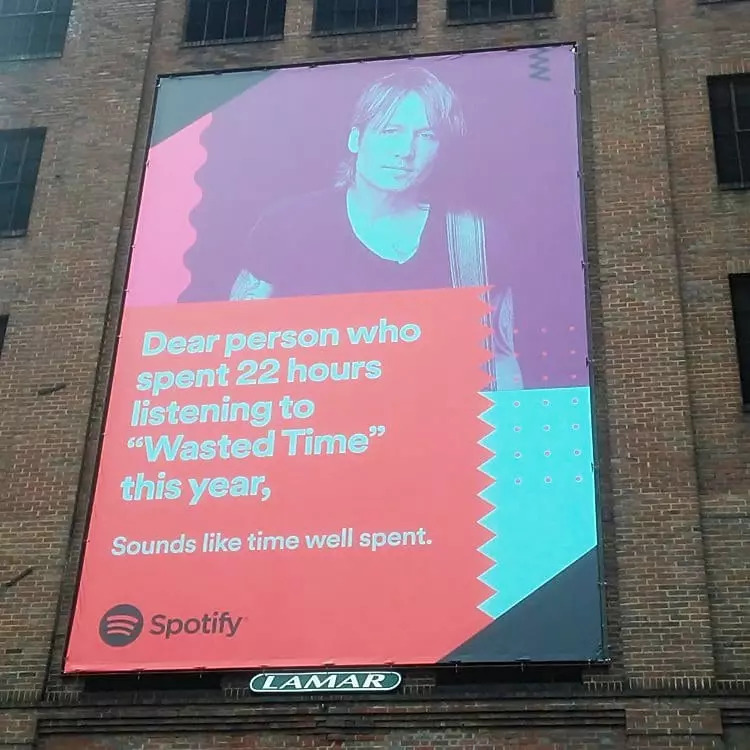 Dear person who
spent 22 hours
listening to
“Wasted Time”
this year,
Sounds like time well spent.
Spotify
LAMAR